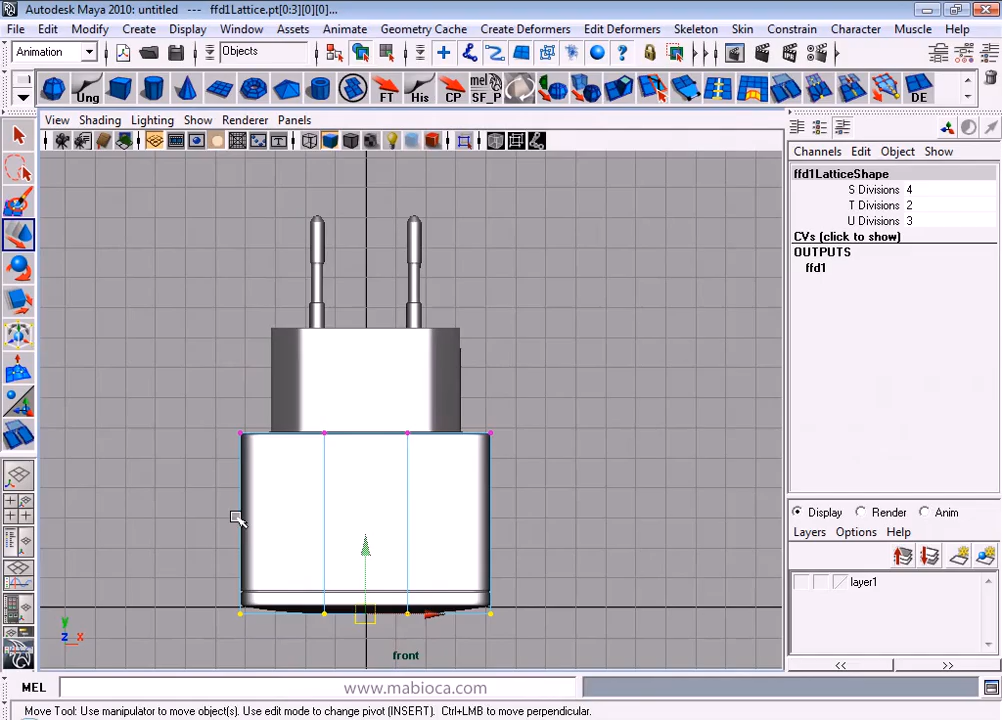 Autodesk Maya 2010: untitled --- ffd1Lattice.pt[0:3][0][0]...
File Edit Modify Create Display Window Assets Animate Geometry Cache Create Deformers Edit Deformers Skeleton Skin Constrain Character Muscle Help
Animation Objects
Ung FT His mel SF_P CP DE
View Shading Lighting Show Renderer Panels
Channels Edit Object Show
ffd1LatticeShape
S Divisions 4
T Divisions 2
U Divisions 3
CVs (click to show)
OUTPUTS
ffd1
Display Render Anim
Layers Options Help
layer1
y
z x
front
<< >>
MEL www.mabioca.com
Move Tool: Use manipulator to move object(s). Use edit mode to change pivot (INSERT). Ctrl+LMB to move perpendicular.